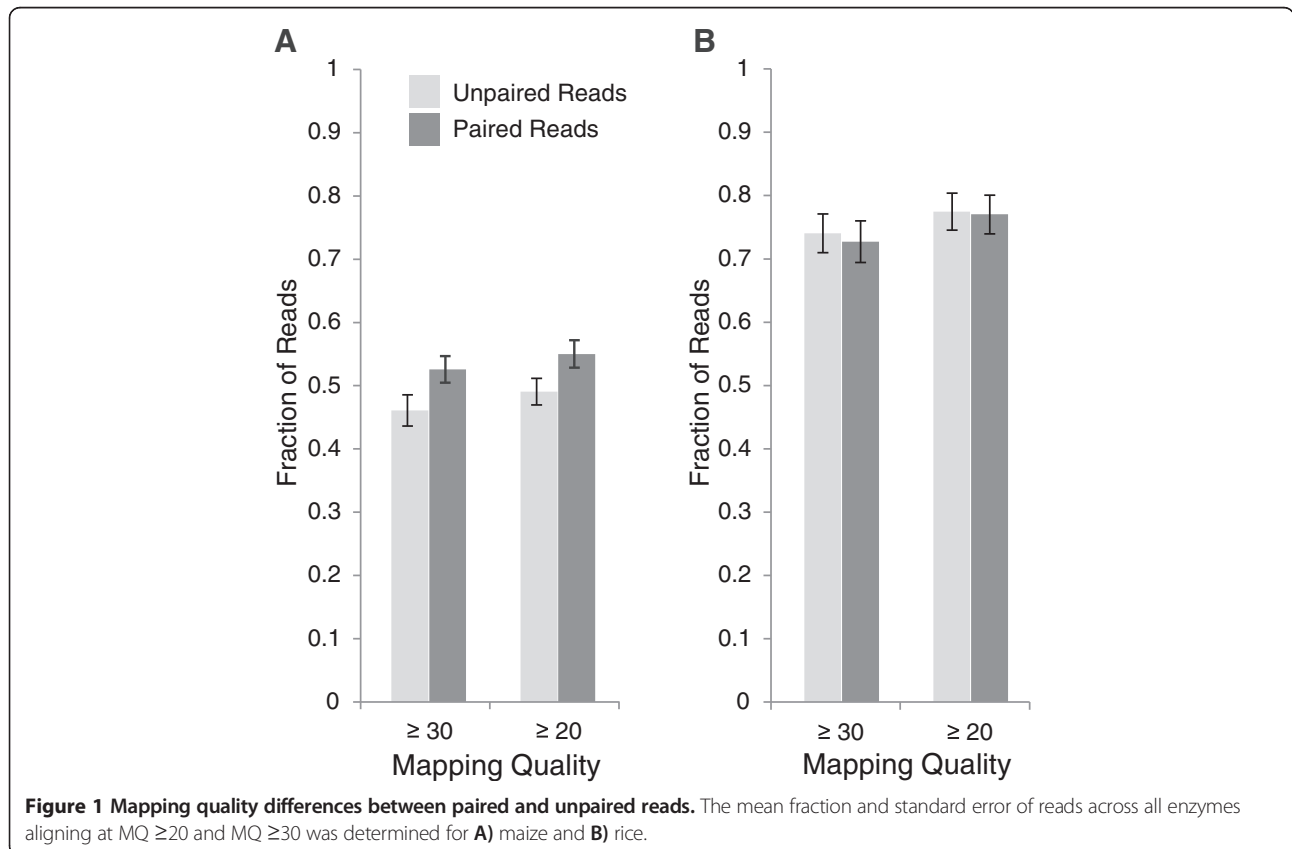 A
B
1
0.9
0.8
0.7
0.6
0.5
0.4
0.3
0.2
0.1
0
Fraction of Reads
Unpaired Reads
Paired Reads
≥ 30
≥ 20
Mapping Quality
1
0.9
0.8
0.7
0.6
0.5
0.4
0.3
0.2
0.1
0
Fraction of Reads
≥ 30
≥ 20
Mapping Quality
Figure 1 Mapping quality differences between paired and unpaired reads. The mean fraction and standard error of reads across all enzymes
aligning at MQ ≥20 and MQ ≥30 was determined for A) maize and B) rice.